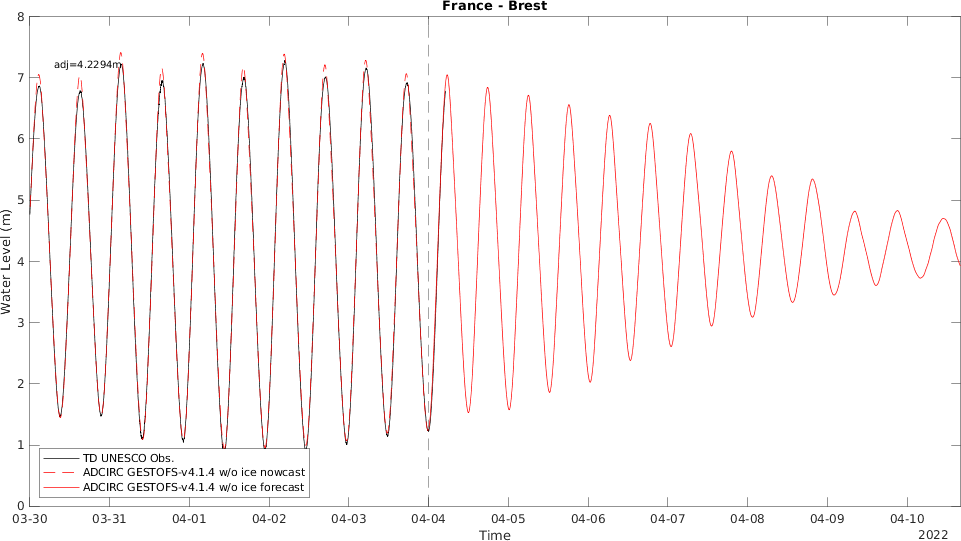 France - Brest
8
7
6
5
4
3
2
1
0
Water Level (m)
adj=4.2294m
TD UNESCO Obs.
ADCIRC GESTOFS-v4.1.4 w/o ice nowcast
ADCIRC GESTOFS-v4.1.4 w/o ice forecast
03-30 03-31 04-01 04-02 04-03 04-04 04-05 04-06 04-07 04-08 04-09 04-10
Time
2022